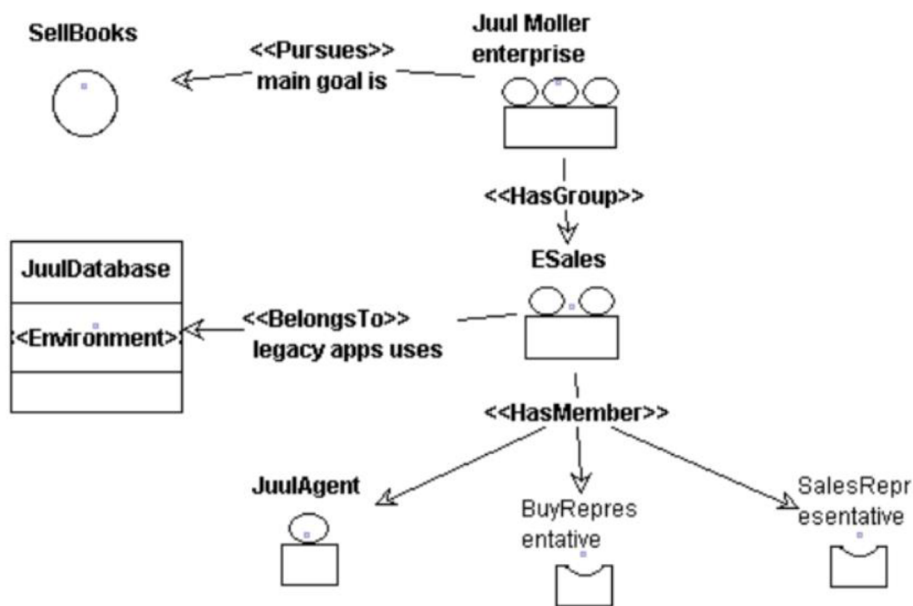 SellBooks
<<Pursues>>
main goal is
Juul Moller
enterprise
<<HasGroup>>
ESales
JuulDatabase
<<Environment>
<<BelongsTo>>
legacy apps uses
<<HasMember>>
JuulAgent
BuyRepres
entative
SalesRepr
esentative